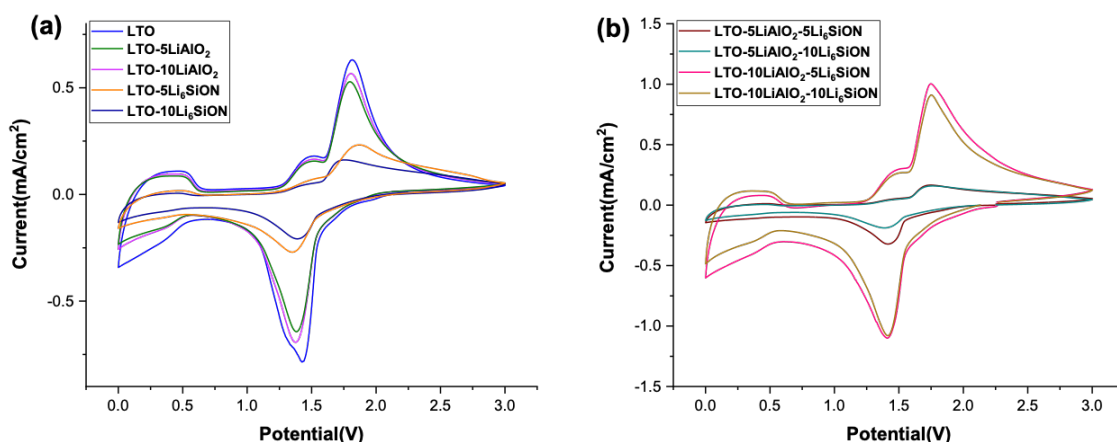 (a)
LTO
LTO-5LiAlO₂
LTO-10LiAlO₂
LTO-5Li₆SiON
LTO-10Li₆SiON
0.5
0.0
-0.5
Current(mA/cm²)
0.0 0.5 1.0 1.5 2.0 2.5 3.0
Potential(V)
(b)
LTO-5LiAlO₂-5Li₆SiON
LTO-5LiAlO₂-10Li₆SiON
LTO-10LiAlO₂-5Li₆SiON
LTO-10LiAlO₂-10Li₆SiON
1.5
1.0
0.5
0.0
-0.5
-1.0
-1.5
Current(mA/cm²)
0.0 0.5 1.0 1.5 2.0 2.5 3.0
Potential(V)